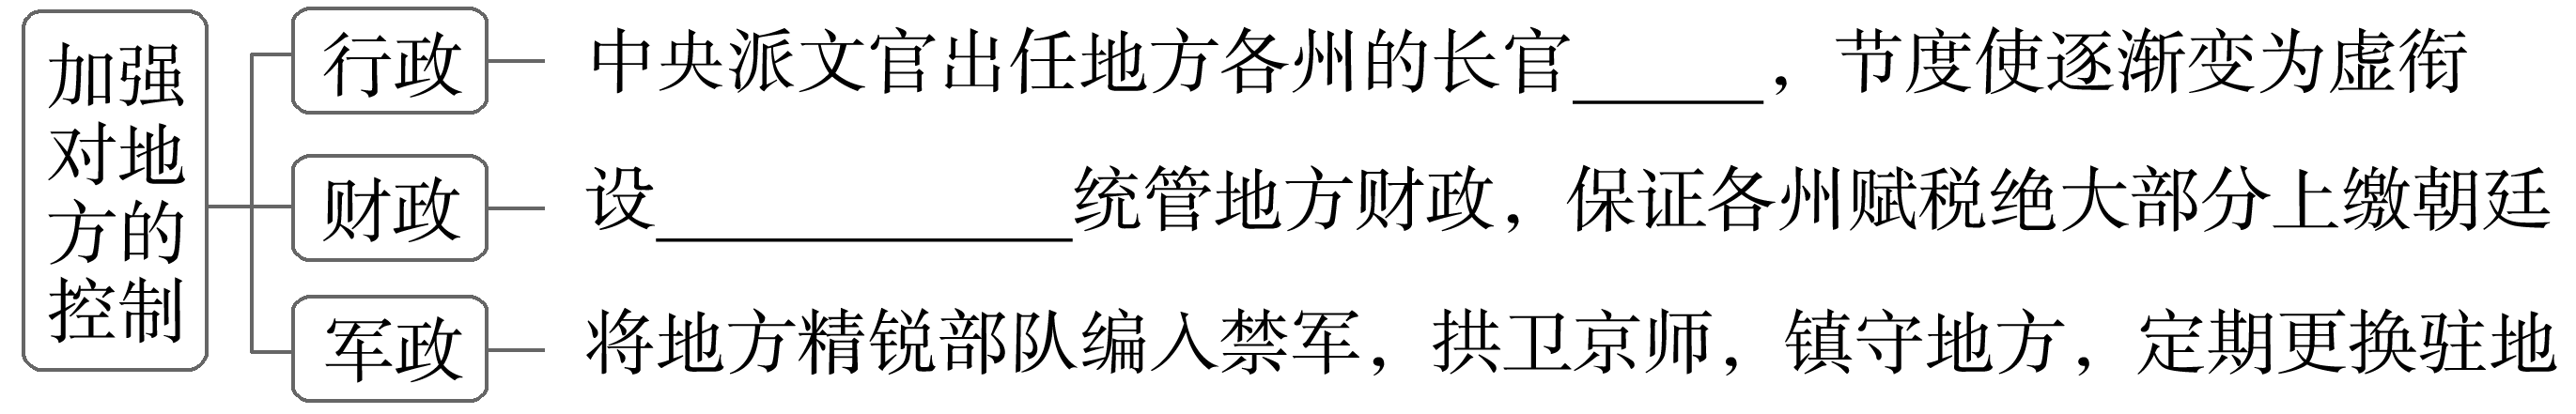 加强
对地
方的
控制
行政
中央派文官出任地方各州的长官______，节度使逐渐变为虚衔
财政
设____________统管地方财政，保证各州赋税绝大部分上缴朝廷
军政
将地方精锐部队编入禁军，拱卫京师，镇守地方，定期更换驻地